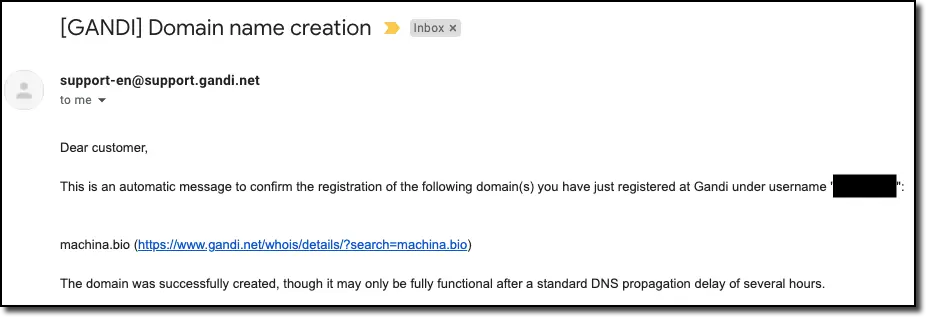 [GANDI] Domain name creation Inbox ×
support-en@support.gandi.net
to me
Dear customer,
This is an automatic message to confirm the registration of the following domain(s) you have just registered at Gandi under username "":
machina.bio (https://www.gandi.net/whois/details/?search=machina.bio)
The domain was successfully created, though it may only be fully functional after a standard DNS propagation delay of several hours.